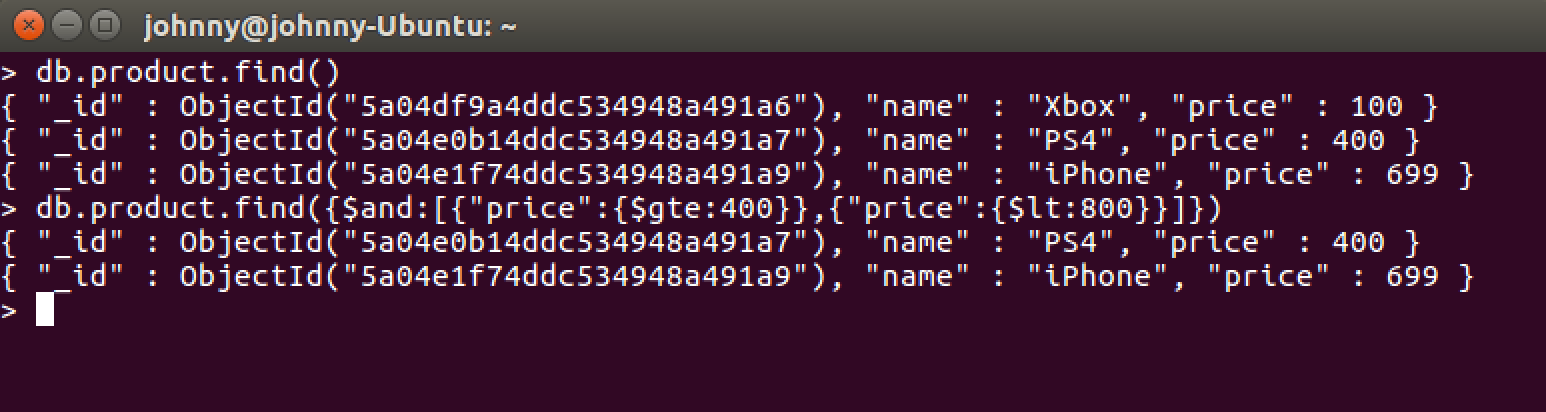 johnny@johnny-Ubuntu: ~
> db.product.find()
{ "_id" : ObjectId("5a04df9a4ddc534948a491a6"), "name" : "Xbox", "price" : 100 }
{ "_id" : ObjectId("5a04e0b14ddc534948a491a7"), "name" : "PS4", "price" : 400 }
{ "_id" : ObjectId("5a04e1f74ddc534948a491a9"), "name" : "iPhone", "price" : 699 }
> db.product.find({$and:[{"price":{$gte:400}},{"price":{$lt:800}}]})
{ "_id" : ObjectId("5a04e0b14ddc534948a491a7"), "name" : "PS4", "price" : 400 }
{ "_id" : ObjectId("5a04e1f74ddc534948a491a9"), "name" : "iPhone", "price" : 699 }
>